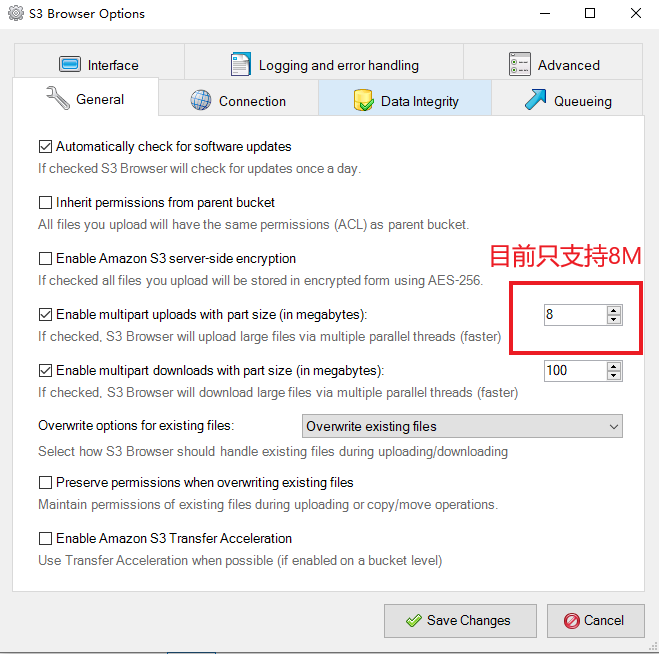 S3 Browser Options
Interface
Logging and error handling
Advanced
General
Connection
Data Integrity
Queueing
Automatically check for software updates
If checked S3 Browser will check for updates once a day.
Inherit permissions from parent bucket
All files you upload will have the same permissions (ACL) as parent bucket.
Enable Amazon S3 server-side encryption
目前只支持8M
If checked all files you upload will be stored in encrypted form using AES-256.
Enable multipart uploads with part size (in megabytes):
8
If checked, S3 Browser will upload large files via multiple parallel threads (faster)
Enable multipart downloads with part size (in megabytes):
100
If checked, S3 Browser will download large files via multiple parallel threads (faster)
Overwrite options for existing files:
Overwrite existing files
Select how S3 Browser should handle existing files during uploading/downloading
Preserve permissions when overwriting existing files
Maintain permissions of existing files during uploading or copy/move operations.
Enable Amazon S3 Transfer Acceleration
Use Transfer Acceleration when possible (if enabled on a bucket level)
Save Changes
Cancel